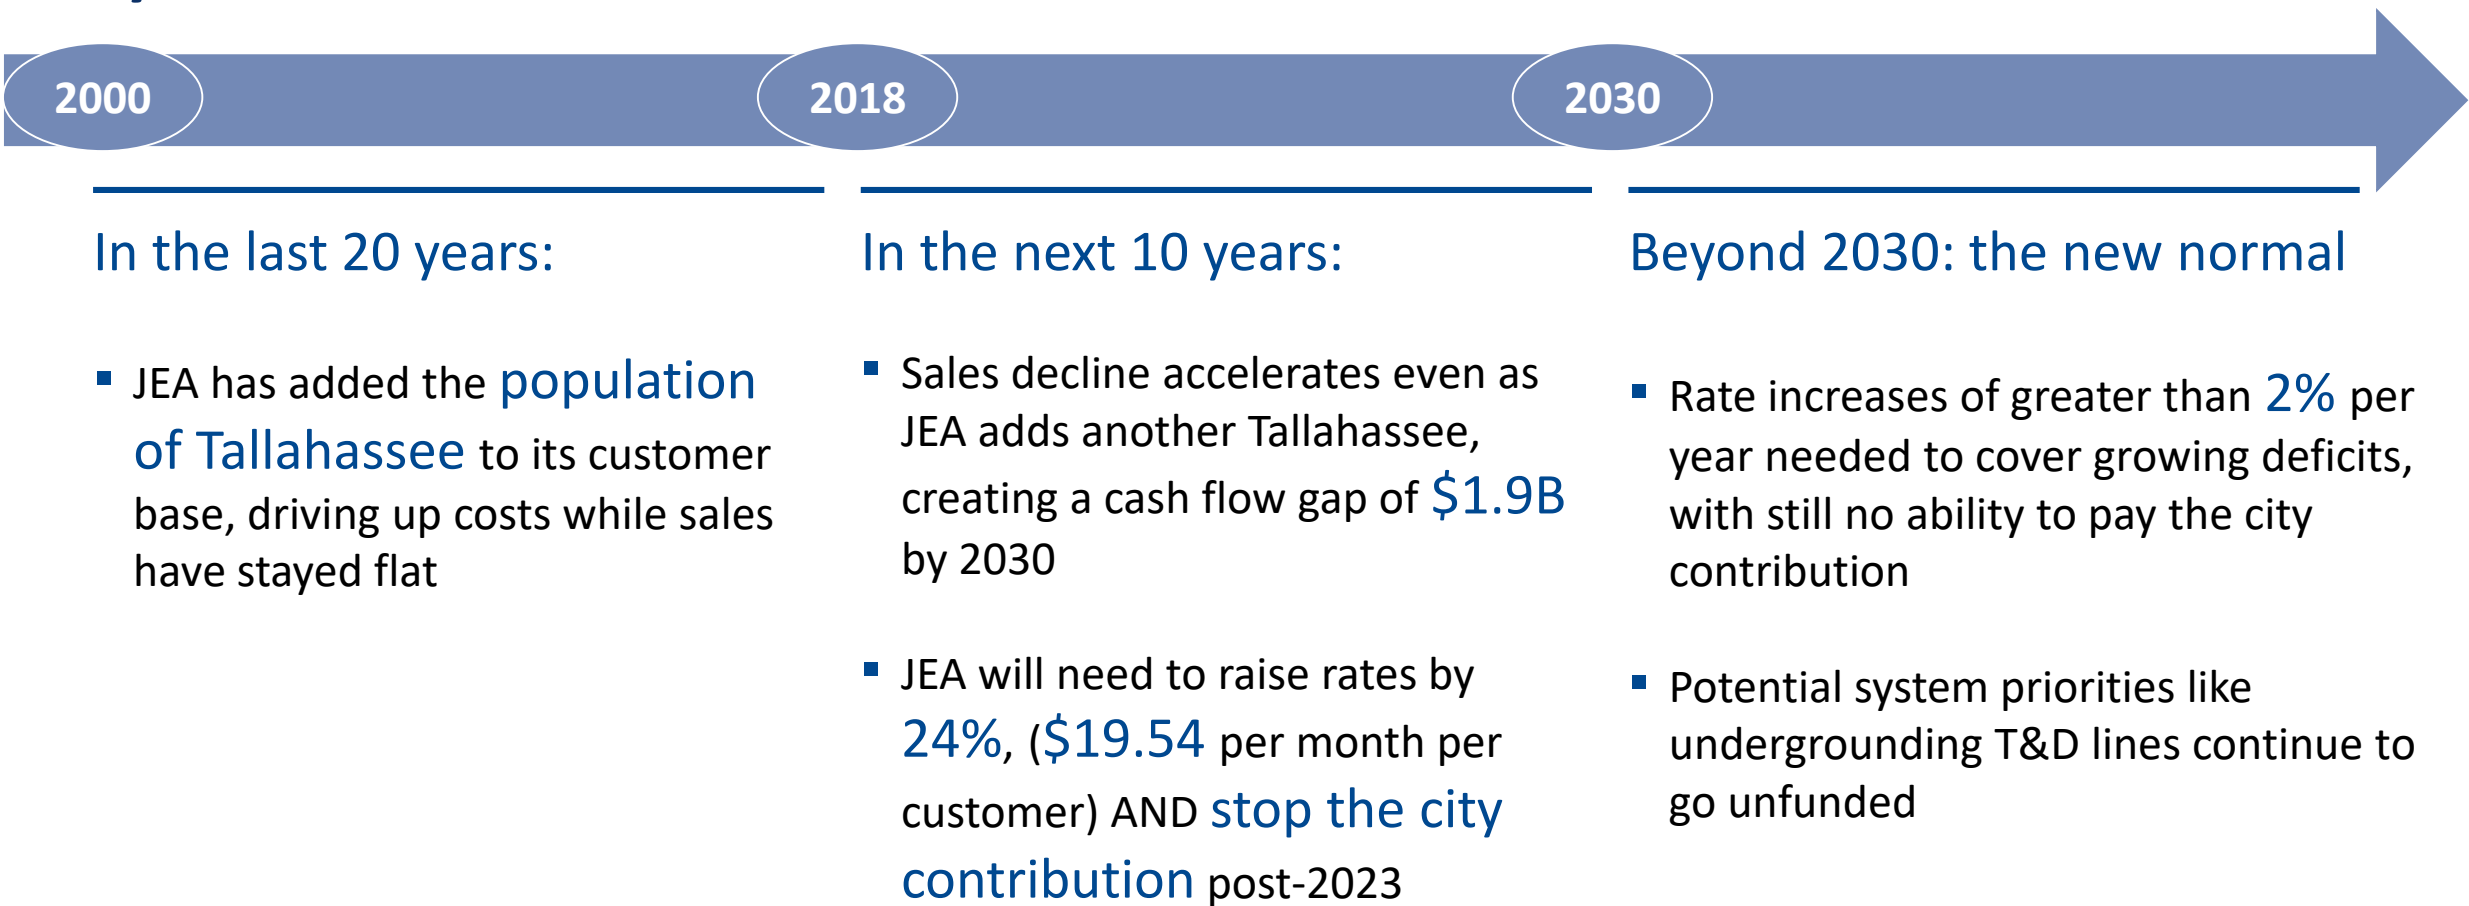 2000
2018
2030
In the last 20 years:
▪ JEA has added the population
of Tallahassee to its customer
base, driving up costs while sales
have stayed flat
In the next 10 years:
▪ Sales decline accelerates even as
JEA adds another Tallahassee,
creating a cash flow gap of $1.9B
by 2030
▪ JEA will need to raise rates by
24%, ($19.54 per month per
customer) AND stop the city
contribution post-2023
Beyond 2030: the new normal
▪ Rate increases of greater than 2% per
year needed to cover growing deficits,
with still no ability to pay the city
contribution
▪ Potential system priorities like
undergrounding T&D lines continue to
go unfunded